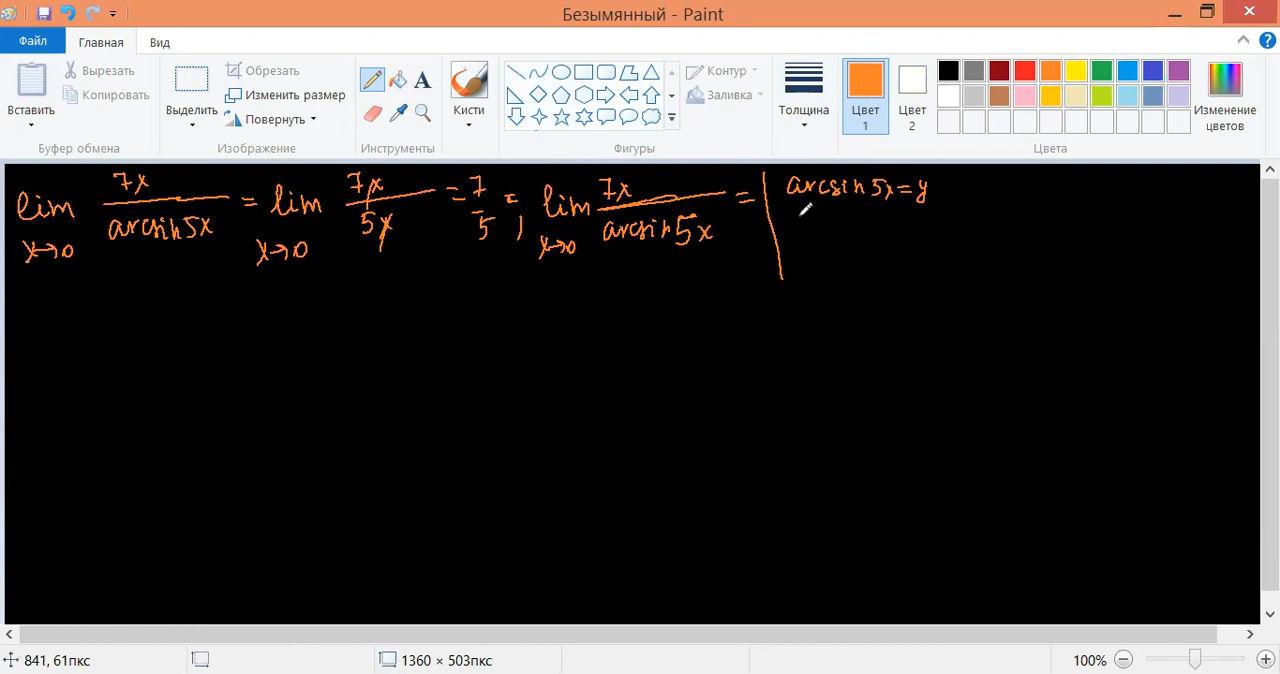 Безымянный - Paint
Файл Главная Вид
Вставить
Вырезать
Копировать
Буфер обмена
Выделить
Обрезать
Изменить размер
Повернуть
Изображение
Инструменты
Кисти
Фигуры
Контур
Заливка
Толщина
Цвет 1
Цвет 2
Изменение цветов
Цвета
lim x→0 7x/arcsin5x = lim x→0 7x/5x = 7/5 ; lim x→0 7x/arcsin5x = | arcsin5x=y
841, 61пкс
1360 × 503пкс
100%